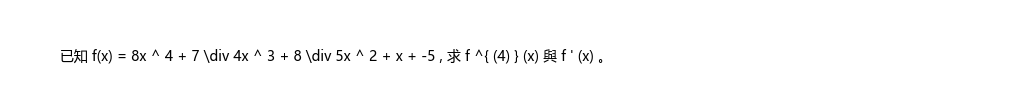 已知 f(x) = 8x ^ 4 + 7 \div 4x ^ 3 + 8 \div 5x ^ 2 + x + -5 , 求 f ^{ (4) } (x) 與 f ' (x) 。